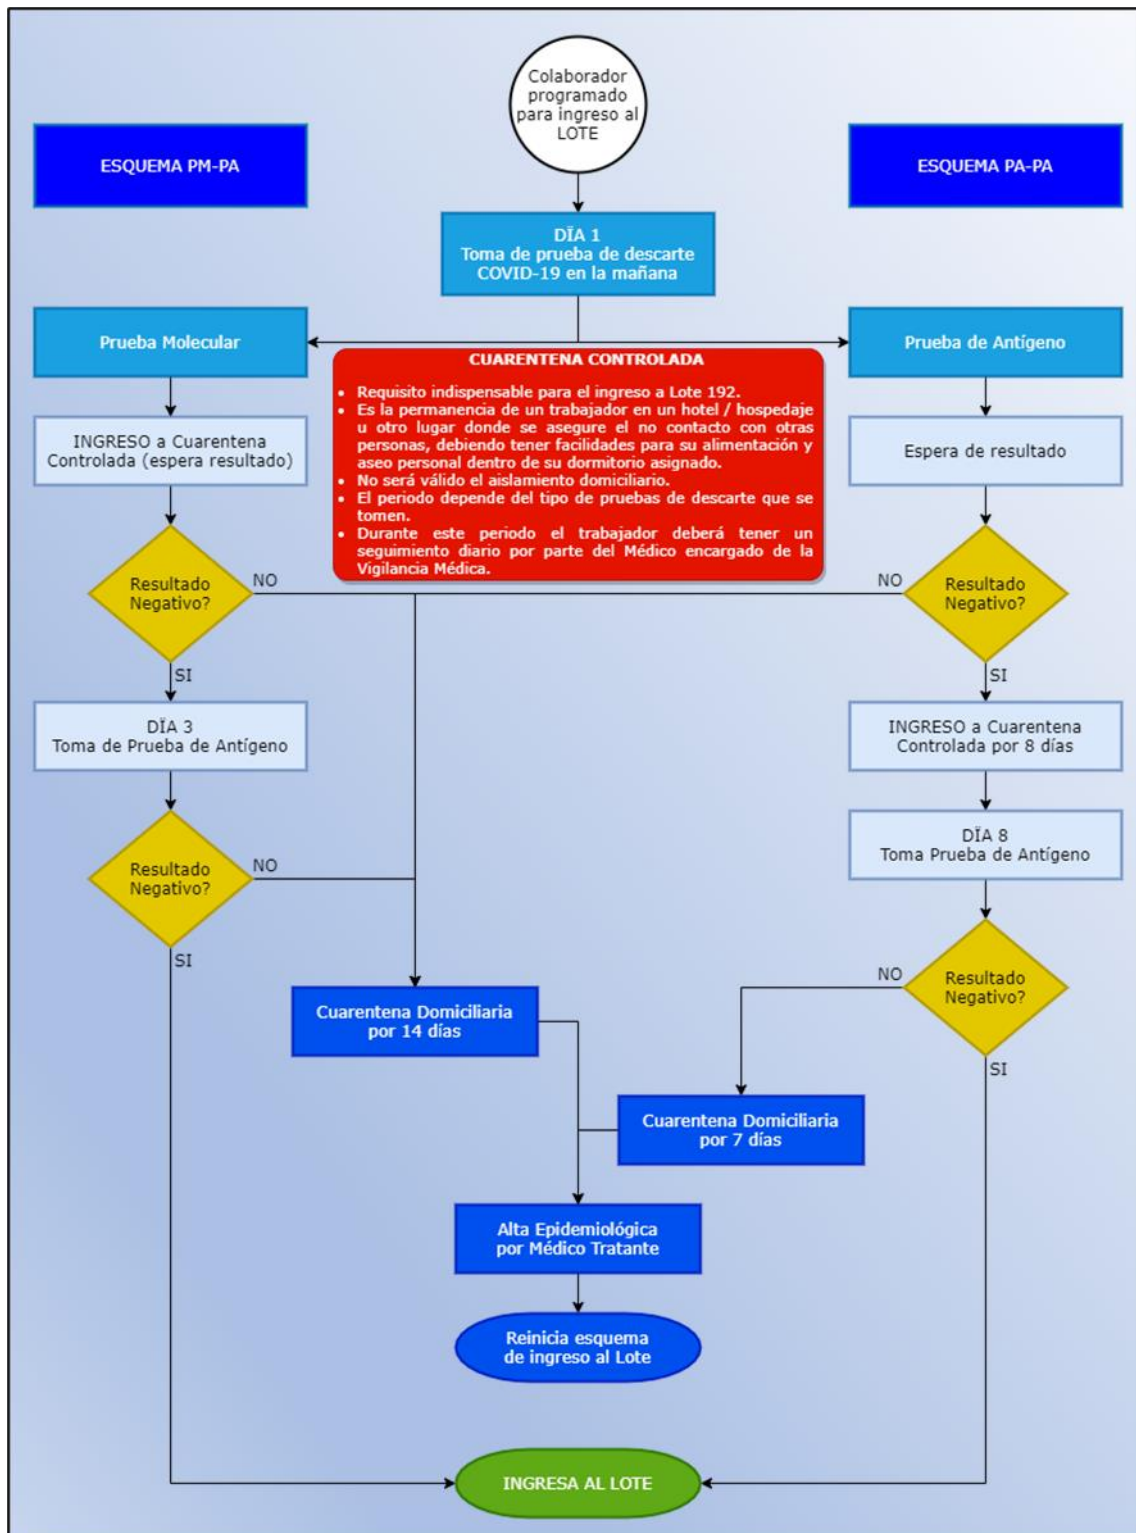 Colaborador
programado
para ingreso al
LOTE
ESQUEMA PM-PA
ESQUEMA PA-PA
DÏA 1
Toma de prueba de descarte
COVID-19 en la mañana
Prueba Molecular
Prueba de Antígeno
CUARENTENA CONTROLADA
• Requisito indispensable para el ingreso a Lote 192.
• Es la permanencia de un trabajador en un hotel / hospedaje
u otro lugar donde se asegure el no contacto con otras
personas, debiendo tener facilidades para su alimentación y
aseo personal dentro de su dormitorio asignado.
• No será válido el aislamiento domiciliario.
• El periodo depende del tipo de pruebas de descarte que se
tomen.
• Durante este periodo el trabajador deberá tener un
seguimiento diario por parte del Médico encargado de la
Vigilancia Médica.
INGRESO a Cuarentena
Controlada (espera resultado)
Espera de resultado
Resultado
Negativo?
NO
SI
NO
Resultado
Negativo?
SI
DÏA 3
Toma de Prueba de Antígeno
INGRESO a Cuarentena
Controlada por 8 días
DÏA 8
Toma Prueba de Antígeno
Resultado
Negativo?
NO
SI
NO
Resultado
Negativo?
SI
Cuarentena Domiciliaria
por 14 días
Cuarentena Domiciliaria
por 7 días
Alta Epidemiológica
por Médico Tratante
Reinicia esquema
de ingreso al Lote
INGRESA AL LOTE